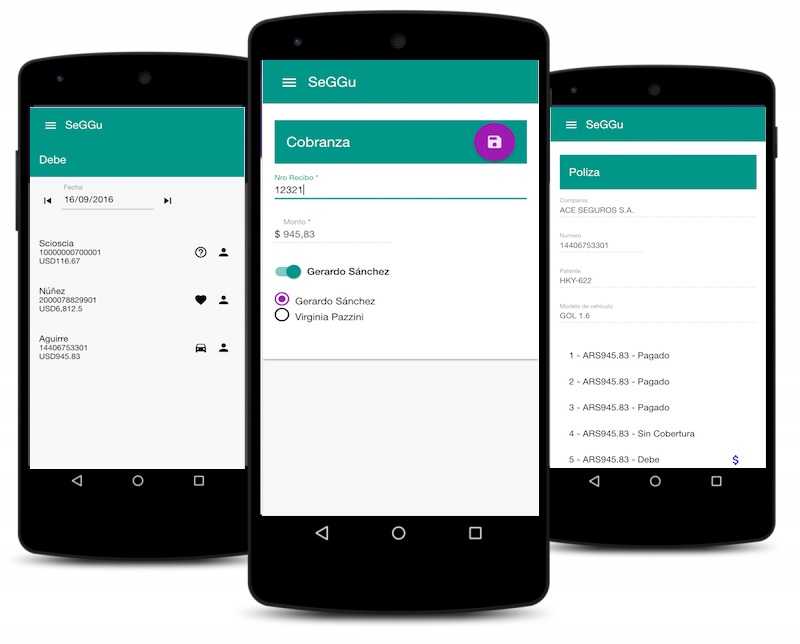 SeGGu
Debe
Fecha
16/09/2016
Scioscia
10000000700001
USD116.67
Núñez
2000078829901
USD6,812.5
Aguirre
14406753301
USD945.83
SeGGu
Cobranza
Nro Recibo *
12321
Monto *
$ 945,83
Gerardo Sánchez
Gerardo Sánchez
Virginia Pazzini
SeGGu
Poliza
Compania
ACE SEGUROS S.A.
Numero
14406753301
Patente
HKY-622
Modelo de vehículo
GOL 1.6
1 - ARS945.83 - Pagado
2 - ARS945.83 - Pagado
3 - ARS945.83 - Pagado
4 - ARS945.83 - Sin Cobertura
5 - ARS945.83 - Debe $